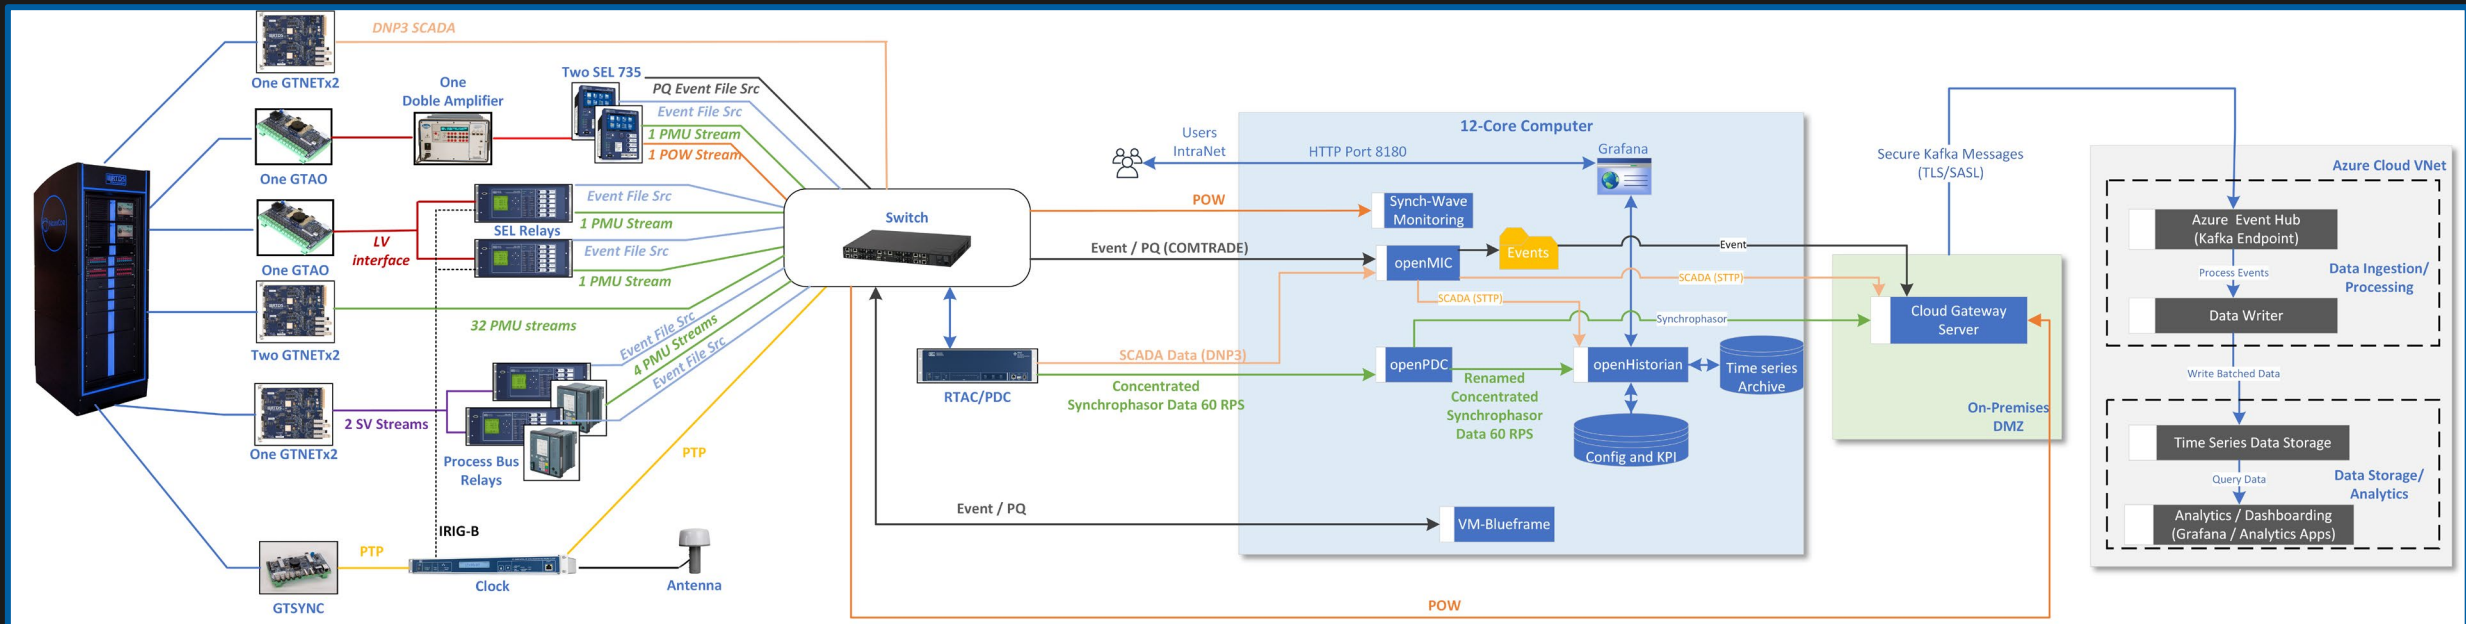 DNP3 SCADA
One GTNETx2
One
Doble Amplifier
Two SEL 735
PQ Event File Src
Event File Src
1 PMU Stream
1 POW Stream
One GTAO
SEL Relays
Event File Src
1 PMU Stream
Event File Src
1 PMU Stream
One GTAO
LV
interface
Two GTNETx2
32 PMU streams
Event File Src
4 PMU Streams
Event File Src
One GTNETx2
2 SV Streams
Process Bus
Relays
PTP
IRIG-B
PTP
GTSYNC
Clock
Antenna
Switch
RTAC/PDC
Users
IntraNet
HTTP Port 8180
POW
Event / PQ (COMTRADE)
SCADA Data (DNP3)
Concentrated
Synchrophasor Data 60 RPS
Event / PQ
POW
12-Core Computer
Grafana
Synch-Wave
Monitoring
openMIC
Events
Event
SCADA (STTP)
SCADA (STTP)
Synchrophasor
openPDC
Renamed
Concentrated
Synchrophasor
Data 60 RPS
openHistorian
Time series
Archive
Config and KPI
VM-Blueframe
Cloud Gateway
Server
On-Premises
DMZ
Secure Kafka Messages
(TLS/SASL)
Azure Cloud VNet
Azure Event Hub
(Kafka Endpoint)
Process Events
Data Ingestion/
Processing
Data Writer
Write Batched Data
Time Series Data Storage
Query Data
Data Storage/
Analytics
Analytics / Dashboarding
(Grafana / Analytics Apps)